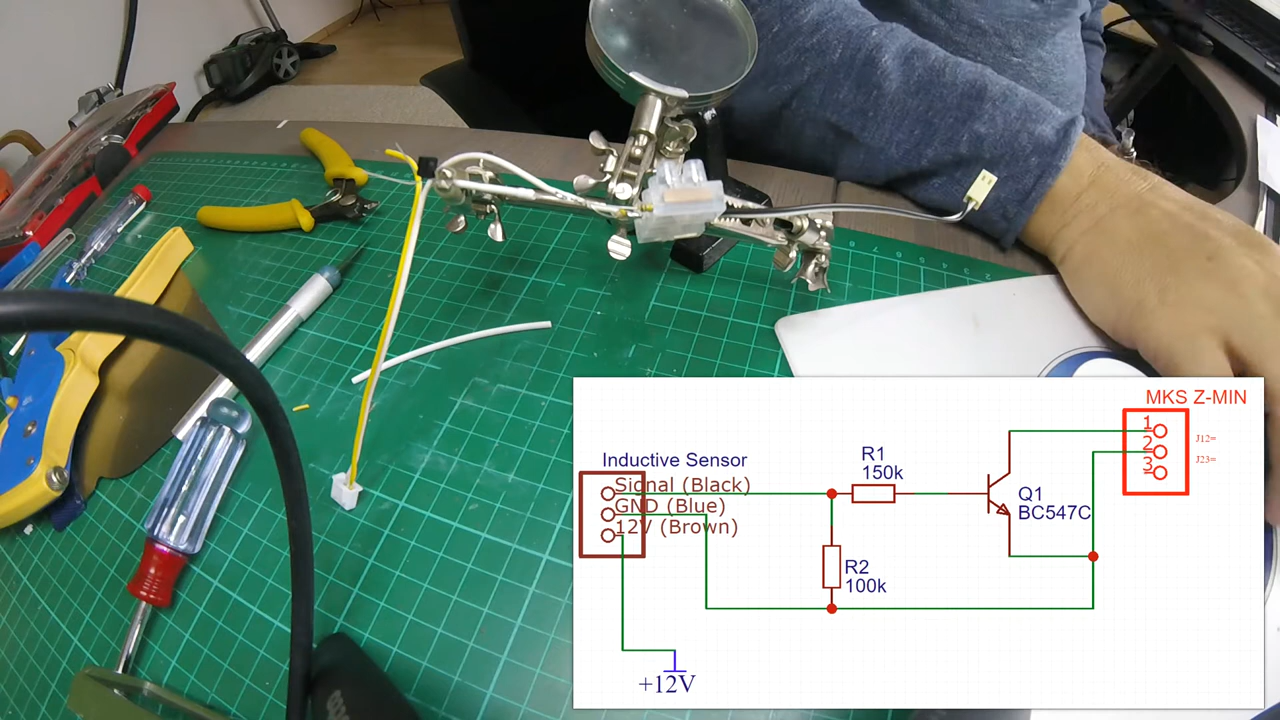 MKS Z-MIN
1
2
3
J12=
J23=
Inductive Sensor
Signal (Black)
GND (Blue)
12V (Brown)
R1
150k
Q1
BC547C
R2
100k
+12V